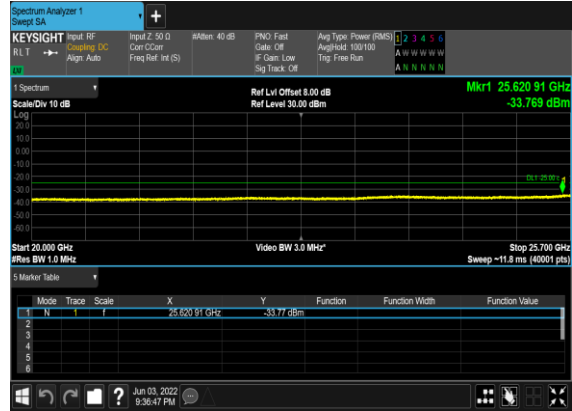 Spectrum Analyzer 1
Swept SA
KEYSIGHT Input: RF Input Z: 50 Ω #Atten: 40 dB PNO: Fast Avg Type: Power (RMS) 1 2 3 4 5 6
RLT Coupling: DC Corr CCorr Gate: Off Avg|Hold: 100/100 A W W W W W
Align: Auto Freq Ref: Int (S) IF Gain: Low Trig: Free Run
Sig Track: Off A N N N N N
LW
1 Spectrum Ref Lvl Offset 8.00 dB Mkr1 25.620 91 GHz
Scale/Div 10 dB Ref Level 30.00 dBm -33.769 dBm
Log
20.0
10.0
0.00
-10.0
-20.0
DL1 -25.00
-30.0
-40.0
-50.0
-60.0
Start 20.000 GHz Video BW 3.0 MHz* Stop 25.700 GHz
#Res BW 1.0 MHz Sweep ~11.8 ms (40001 pts)
5 Marker Table
Mode Trace Scale X Y Function Function Width Function Value
1 N 1 f 25.620 91 GHz -33.77 dBm
2
3
4
5
6
? Jun 03, 2022
9:36:47 PM